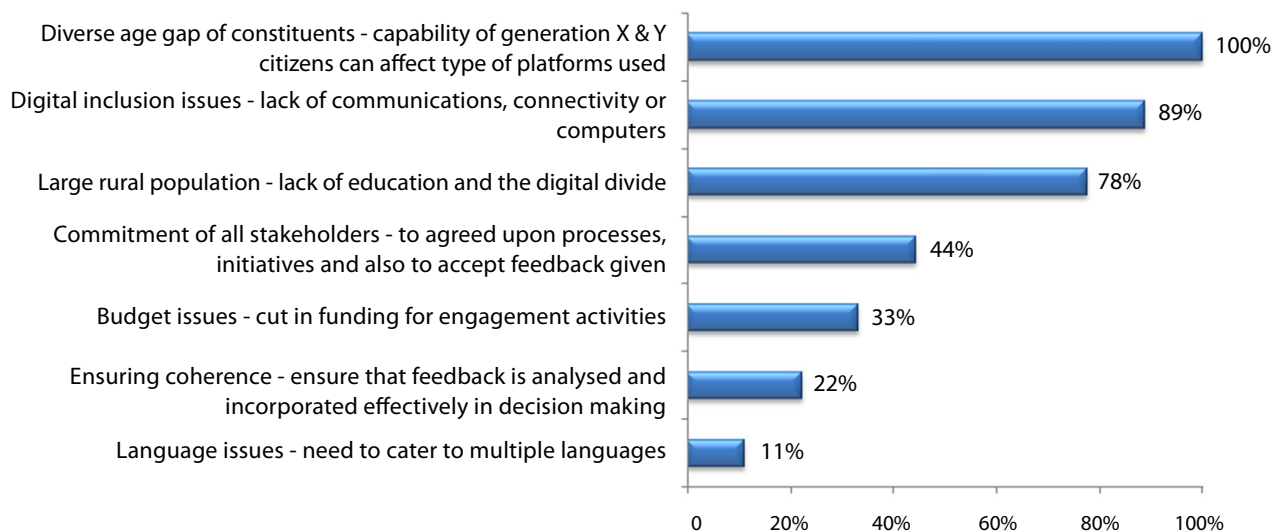 Diverse age gap of constituents - capability of generation X & Y
citizens can affect type of platforms used
100%
Digital inclusion issues - lack of communications, connectivity or
computers
89%
Large rural population - lack of education and the digital divide
78%
Commitment of all stakeholders - to agreed upon processes,
initiatives and also to accept feedback given
44%
Budget issues - cut in funding for engagement activities
33%
Ensuring coherence - ensure that feedback is analysed and
incorporated effectively in decision making
22%
Language issues - need to cater to multiple languages
11%
0 20% 40% 60% 80% 100%